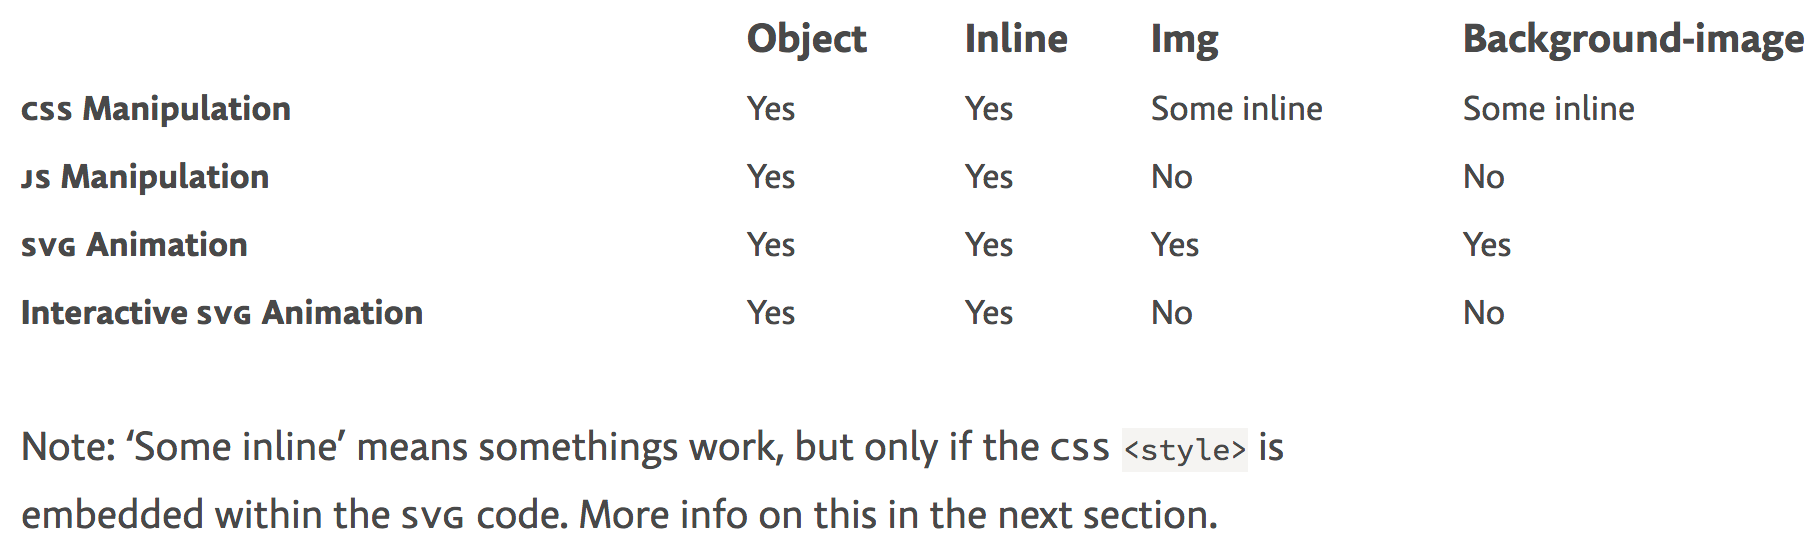 Object Inline Img Background-image
CSS Manipulation Yes Yes Some inline Some inline
JS Manipulation Yes Yes No No
SVG Animation Yes Yes Yes Yes
Interactive SVG Animation Yes Yes No No
Note: ‘Some inline’ means somethings work, but only if the CSS <style> is
embedded within the SVG code. More info on this in the next section.